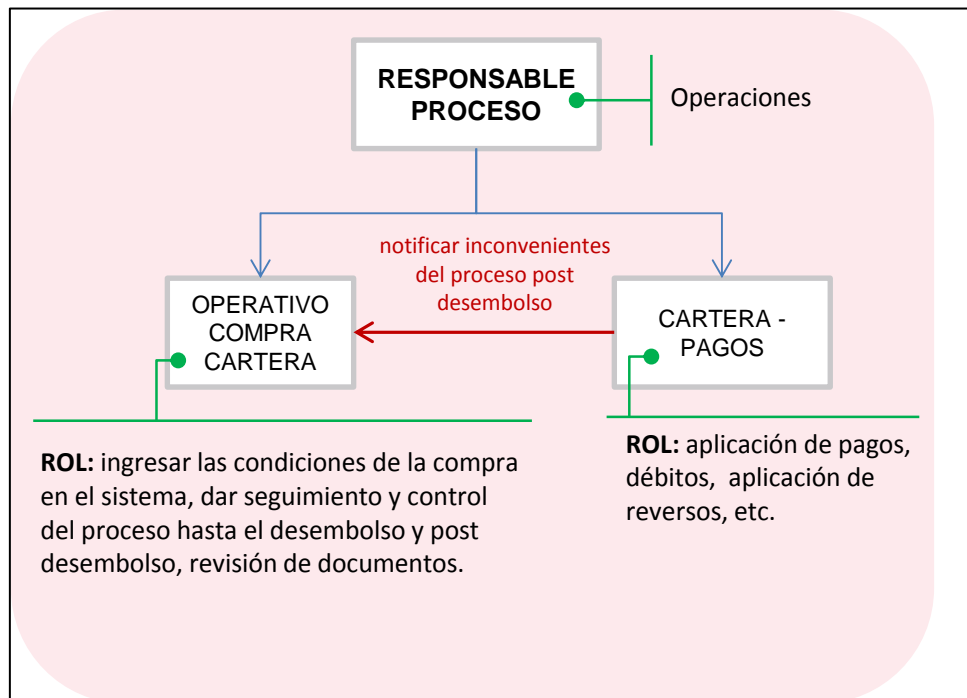 RESPONSABLE
PROCESO
Operaciones
notificar inconvenientes
del proceso post
desembolso
OPERATIVO
COMPRA
CARTERA
CARTERA -
PAGOS
ROL: ingresar las condiciones de la compra
en el sistema, dar seguimiento y control
del proceso hasta el desembolso y post
desembolso, revisión de documentos.
ROL: aplicación de pagos,
débitos,  aplicación de
reversos, etc.